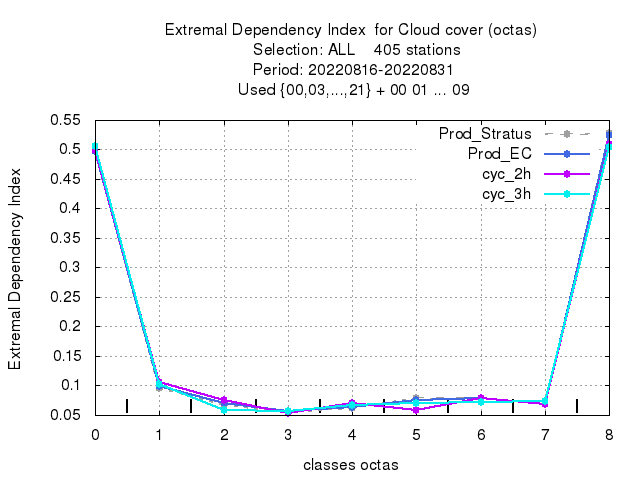 Extremal Dependency Index  for Cloud cover (octas)
Selection: ALL    405 stations
Period: 20220816-20220831
Used {00,03,...,21} + 00 01 ... 09
Extremal Dependency Index
0.55
0.5
0.45
0.4
0.35
0.3
0.25
0.2
0.15
0.1
0.05
Prod_Stratus
Prod_EC
cyc_2h
cyc_3h
0 1 2 3 4 5 6 7 8
classes octas